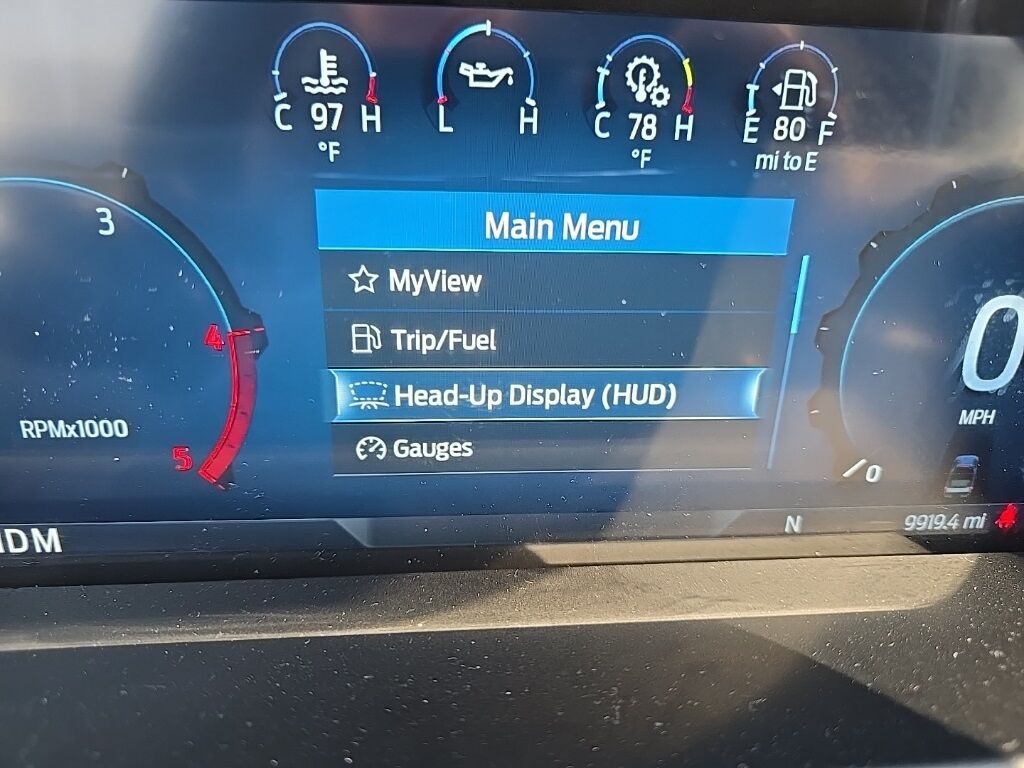 C 97 H
°F
L H
C 78 H
°F
E 80 F
mi to E
3
4
5
RPMx1000
Main Menu
MyView
Trip/Fuel
Head-Up Display (HUD)
Gauges
0
MPH
0
N
9919.4 mi